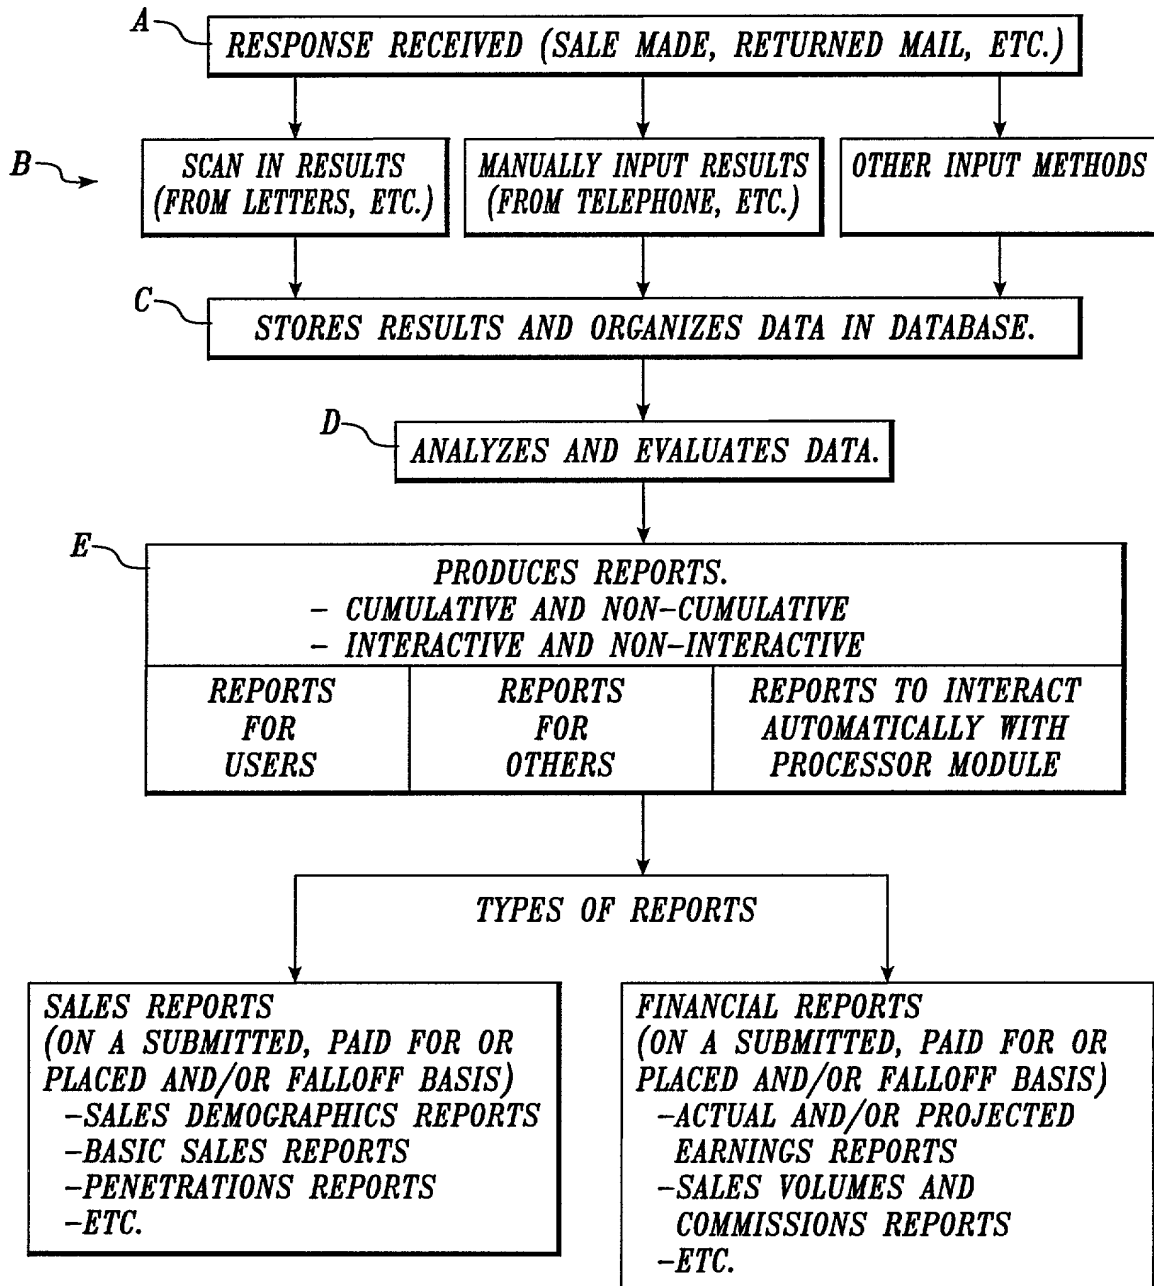 A
RESPONSE RECEIVED (SALE MADE, RETURNED MAIL, ETC.)
B
SCAN IN RESULTS
(FROM LETTERS, ETC.)
MANUALLY INPUT RESULTS
(FROM TELEPHONE, ETC.)
OTHER INPUT METHODS
C
STORES RESULTS AND ORGANIZES DATA IN DATABASE.
D
ANALYZES AND EVALUATES DATA.
E
PRODUCES REPORTS.
- CUMULATIVE AND NON-CUMULATIVE
- INTERACTIVE AND NON-INTERACTIVE
REPORTS
FOR
USERS
REPORTS
FOR
OTHERS
REPORTS TO INTERACT
AUTOMATICALLY WITH
PROCESSOR MODULE
TYPES OF REPORTS
SALES REPORTS
(ON A SUBMITTED, PAID FOR OR
PLACED AND/OR FALLOFF BASIS)
-SALES DEMOGRAPHICS REPORTS
-BASIC SALES REPORTS
-PENETRATIONS REPORTS
-ETC.
FINANCIAL REPORTS
(ON A SUBMITTED, PAID FOR OR
PLACED AND/OR FALLOFF BASIS)
-ACTUAL AND/OR PROJECTED
EARNINGS REPORTS
-SALES VOLUMES AND
COMMISSIONS REPORTS
-ETC.